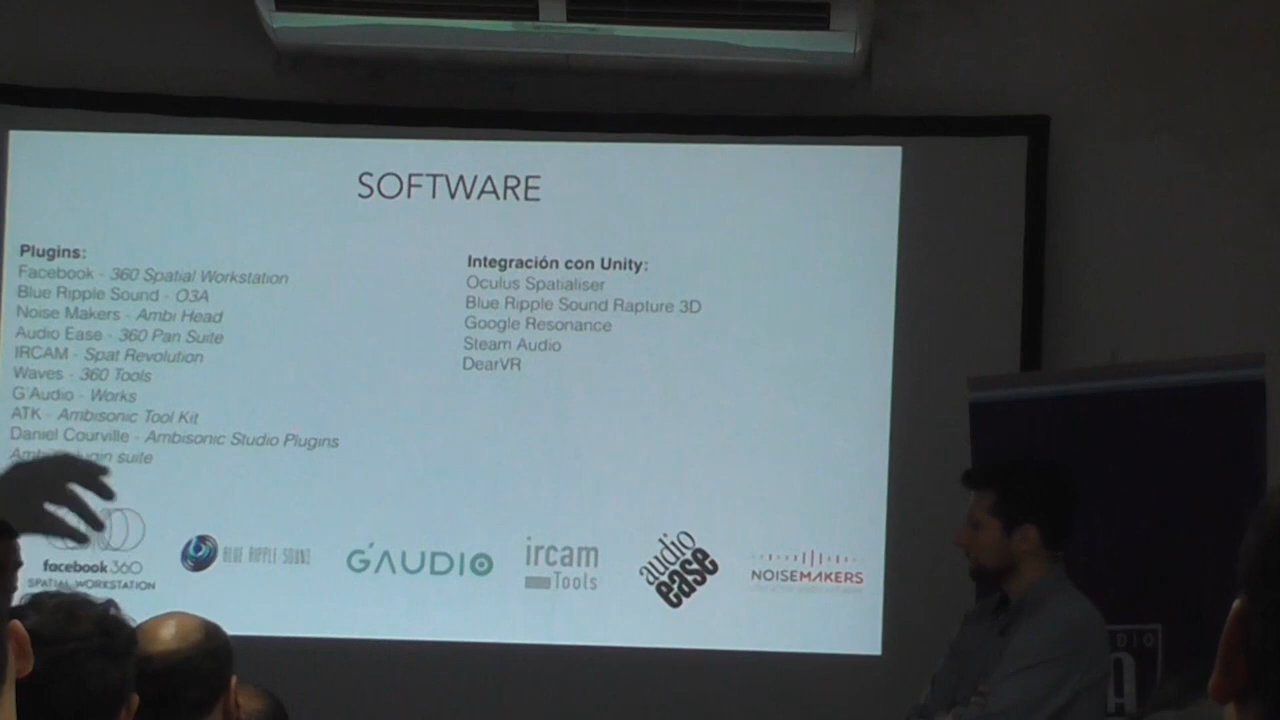 SOFTWARE
Plugins:
Facebook - 360 Spatial Workstation
Blue Ripple Sound - O3A
Noise Makers - Ambi Head
Audio Ease - 360 Pan Suite
IRCAM - Spat Revolution
Waves - 360 Tools
G'Audio - Works
ATK - Ambisonic Tool Kit
Daniel Courville - Ambisonic Studio Plugins
suite
Integración con Unity:
Oculus Spatialiser
Blue Ripple Sound Rapture 3D
Google Resonance
Steam Audio
DearVR
facebook 360
SPATIAL WORKSTATION
BLUE RIPPLE SOUND
G'AUDIO
ircam
Tools
audio
ease
NOISEMAKERS